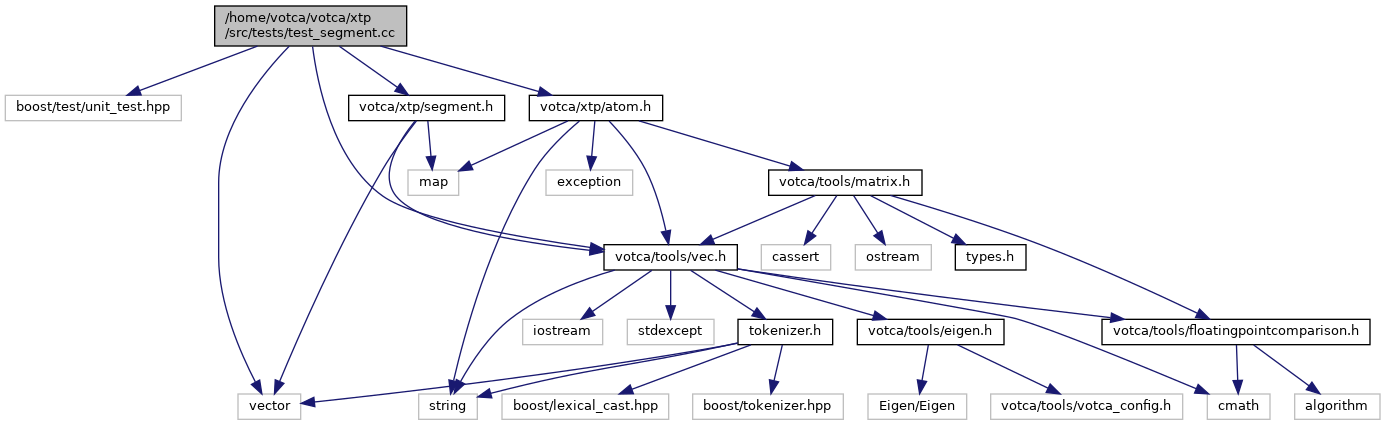 /home/votca/votca/xtp
/src/tests/test_segment.cc
boost/test/unit_test.hpp
votca/xtp/segment.h
votca/xtp/atom.h
map
exception
votca/tools/matrix.h
votca/tools/vec.h
cassert
ostream
types.h
iostream
stdexcept
tokenizer.h
votca/tools/eigen.h
votca/tools/floatingpointcomparison.h
vector
string
boost/lexical_cast.hpp
boost/tokenizer.hpp
Eigen/Eigen
votca/tools/votca_config.h
cmath
algorithm